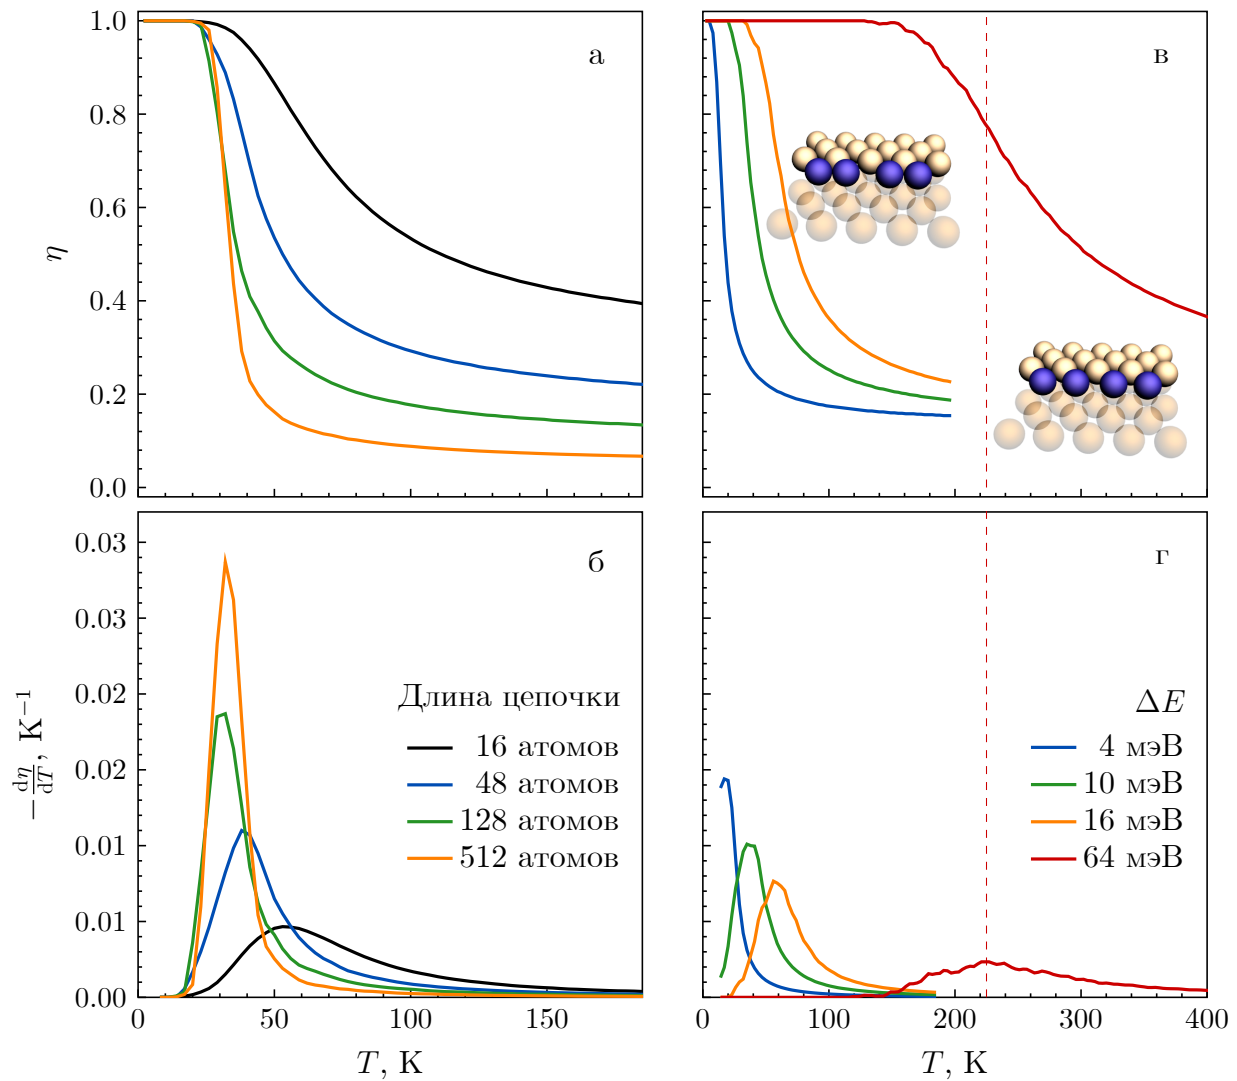 1.0
0.8
0.6
0.4
0.2
0.0
η
а
в
0.03
0.03
0.02
0.02
0.01
0.01
0.00
−dη/dT, K⁻¹
б
Длина цепочки
16 атомов
48 атомов
128 атомов
512 атомов
г
ΔE
4 мэВ
10 мэВ
16 мэВ
64 мэВ
0 50 100 150
T, K
0 100 200 300 400
T, K